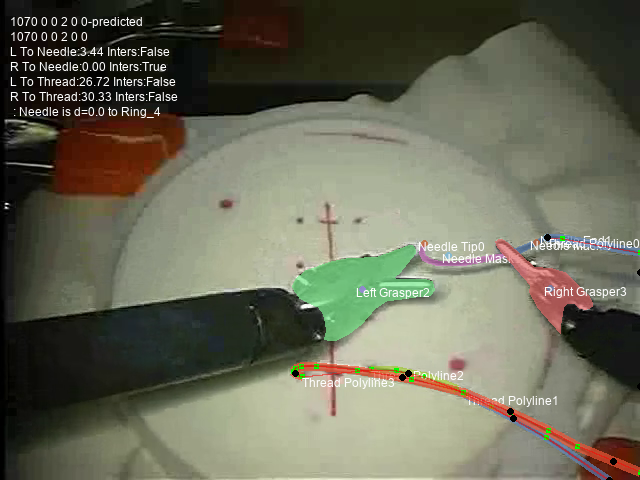 1070 0 0 2 0 0-predicted
1070 0 0 2 0 0
L To Needle:3.44 Inters:False
R To Needle:0.00 Inters:True
L To Thread:26.72 Inters:False
R To Thread:30.33 Inters:False
: Needle is d=0.0 to Ring_4
Needle Tip0
Needle Mas
Left Grasper2
Right Grasper3
Thread Polyline3
Polyline2
Thread Polyline1